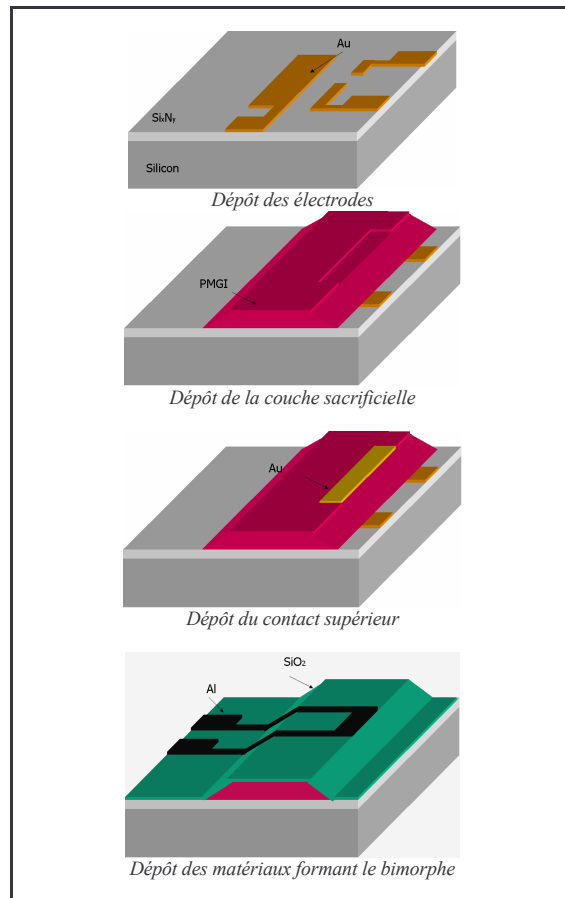 Au
SiₓNᵧ
Silicon
Dépôt des électrodes
PMGI
Dépôt de la couche sacrificielle
Au
Dépôt du contact supérieur
SiO₂
Al
Dépôt des matériaux formant le bimorphe